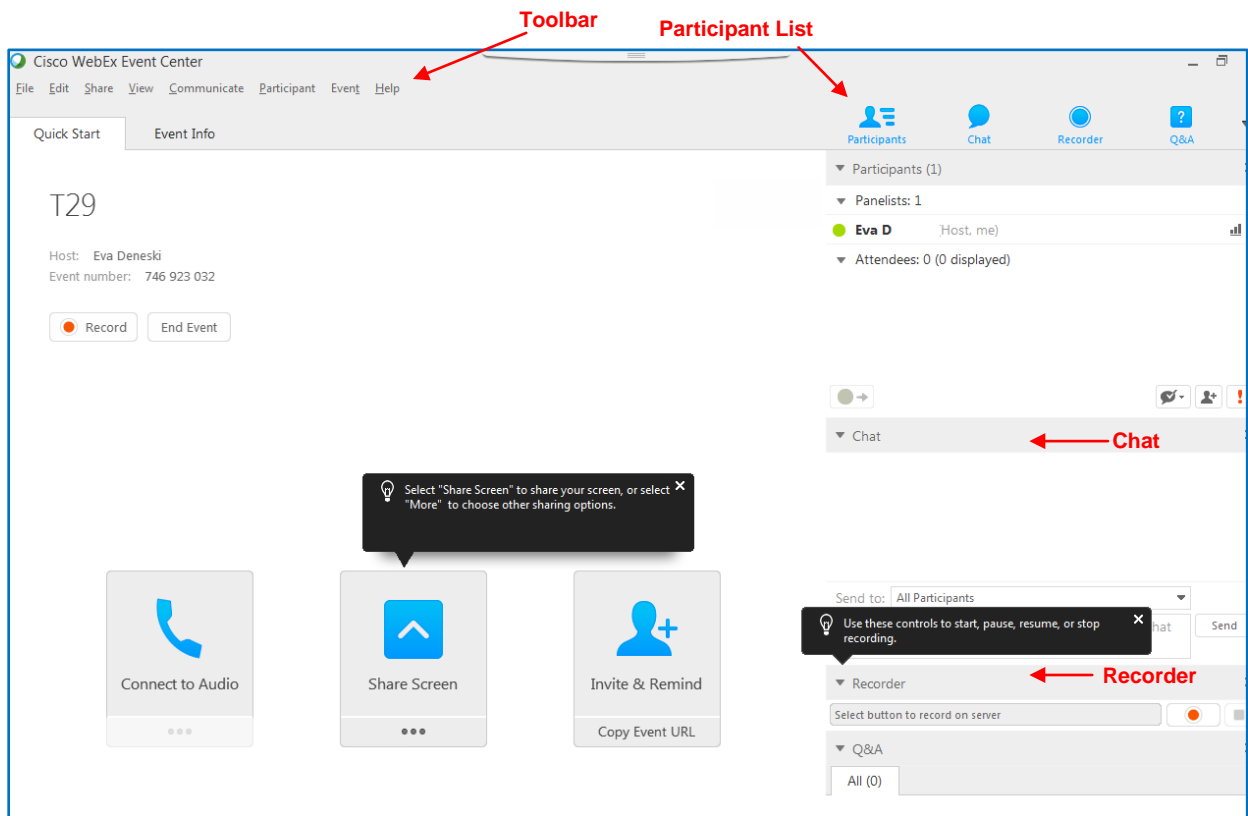 Toolbar
Participant List
Cisco WebEx Event Center
File Edit Share View Communicate Participant Event Help
Quick Start Event Info
Participants Chat Recorder Q&A
Participants (1)
T29
Panelists: 1
Eva D Host, me)
Host: Eva Deneski
Attendees: 0 (0 displayed)
Event number: 746 923 032
Record End Event
Chat
Chat
Select "Share Screen" to share your screen, or select
"More" to choose other sharing options.
Send to: All Participants
Use these controls to start, pause, resume, or stop
recording.
hat Send
Connect to Audio
Share Screen
Invite & Remind
Copy Event URL
Recorder
Recorder
Select button to record on server
Q&A
All (0)